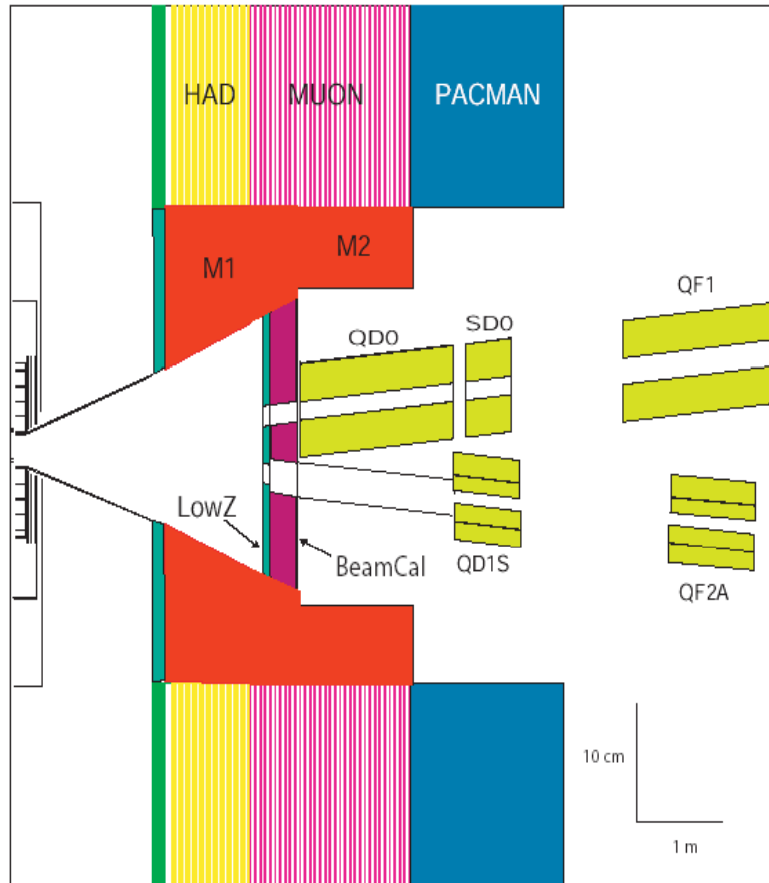 HAD
MUON
PACMAN
M1
M2
QF1
QD0
SD0
LowZ
BeamCal
QD1S
QF2A
10 cm
1 m